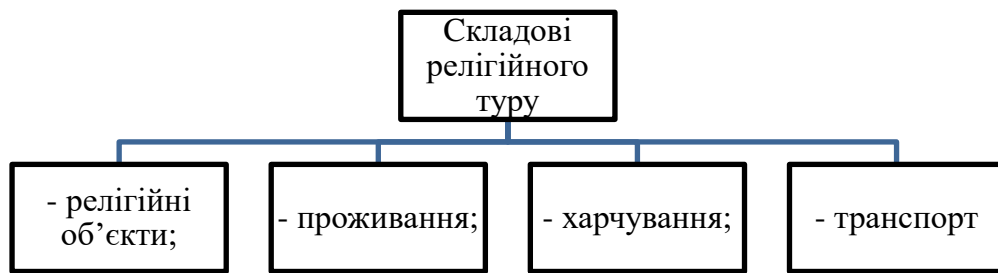 Складові
релігійного
туру
- релігійні
об’єкти;
- проживання;
- харчування;
- транспорт